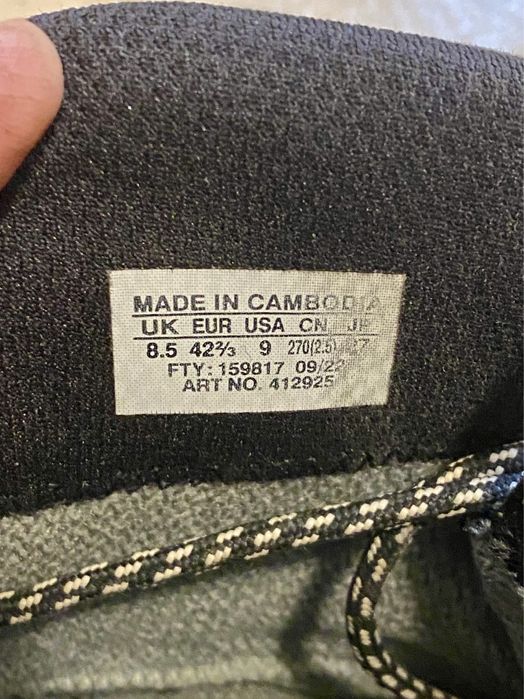 MADE IN CAMBODIA
UK EUR USA CN JP
8.5 42⅔ 9 270(2.5) 27
FTY: 159817 09/22
ART NO. 412925